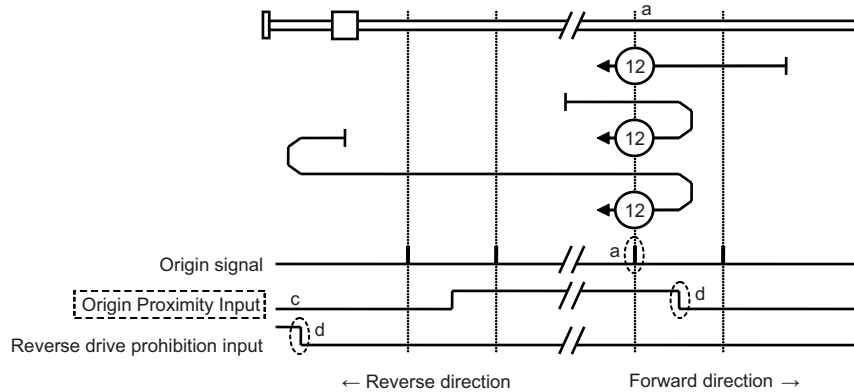 a
12
12
12
Origin signal
a
Origin Proximity Input
c
d
Reverse drive prohibition input
d
← Reverse direction
Forward direction →